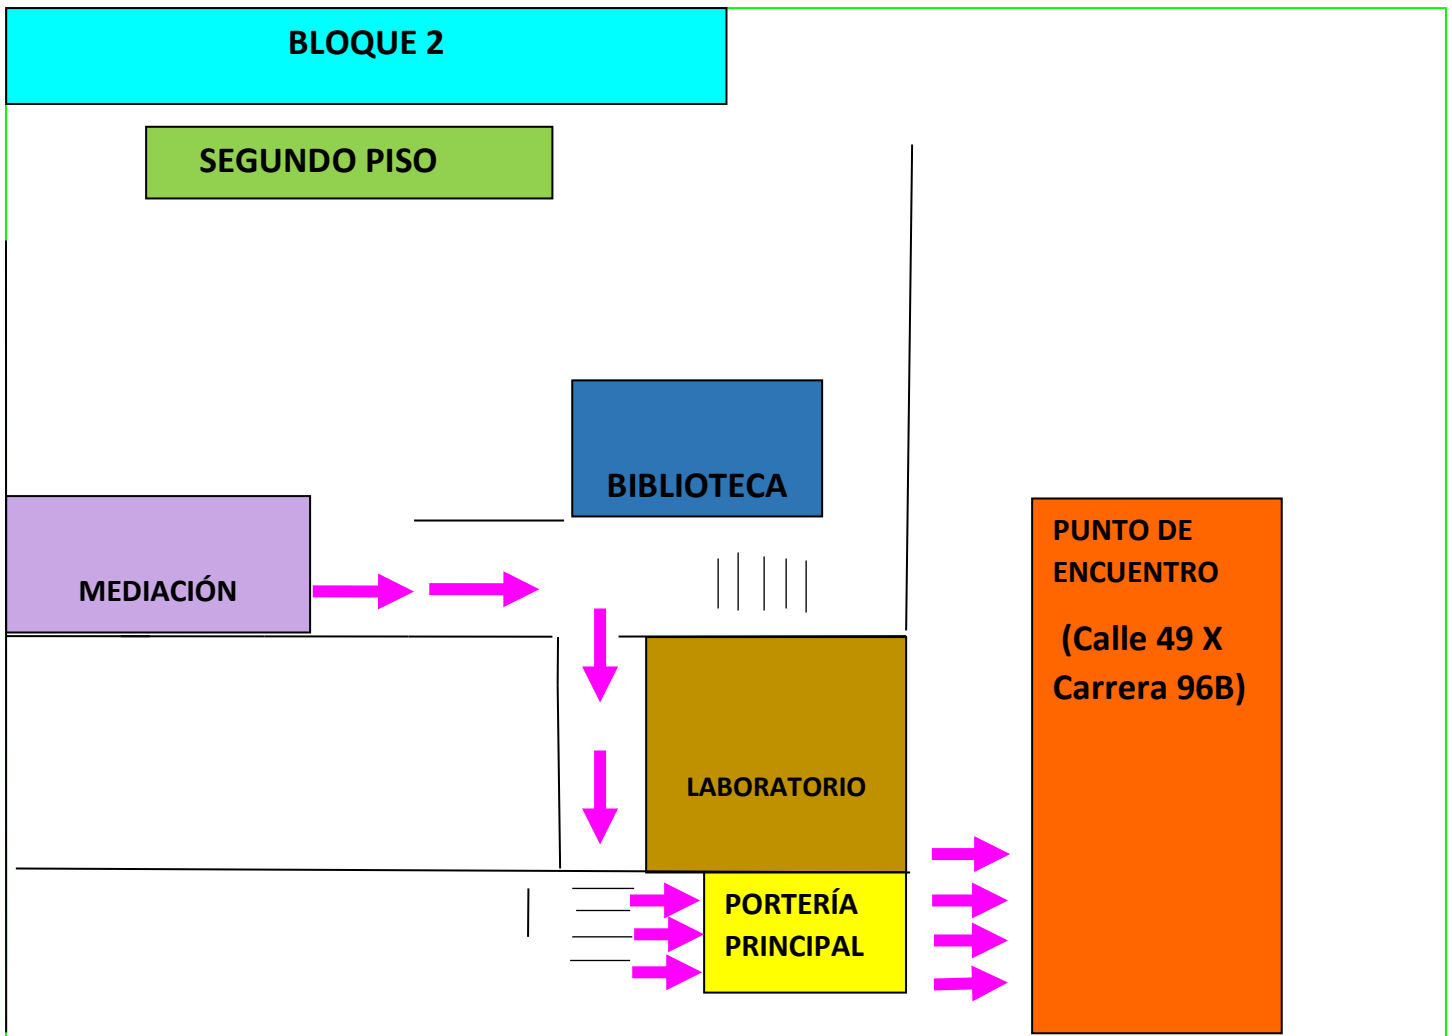 BLOQUE 2
SEGUNDO PISO
BIBLIOTECA
MEDIACIÓN
PUNTO DE
ENCUENTRO
(Calle 49 X
Carrera 96B)
LABORATORIO
PORTERÍA
PRINCIPAL